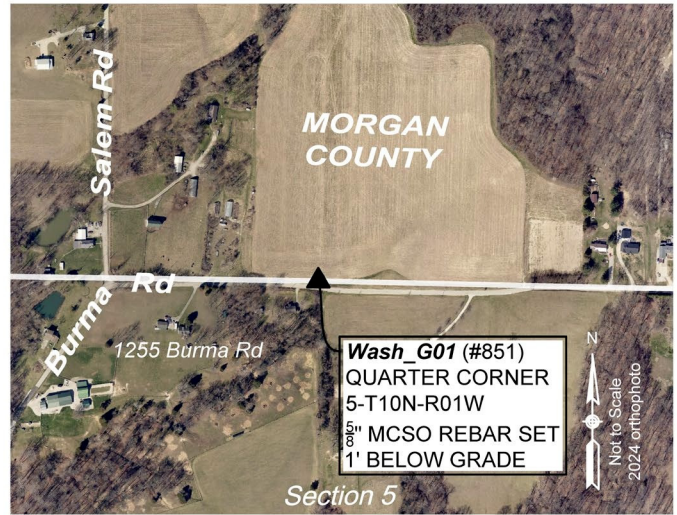 Salem Rd
MORGAN
COUNTY
Burma Rd
1255 Burma Rd
Wash_G01 (#851)
QUARTER CORNER
5-T10N-R01W
⅝" MCSO REBAR SET
1' BELOW GRADE
N
Not to Scale
2024 orthophoto
Section 5